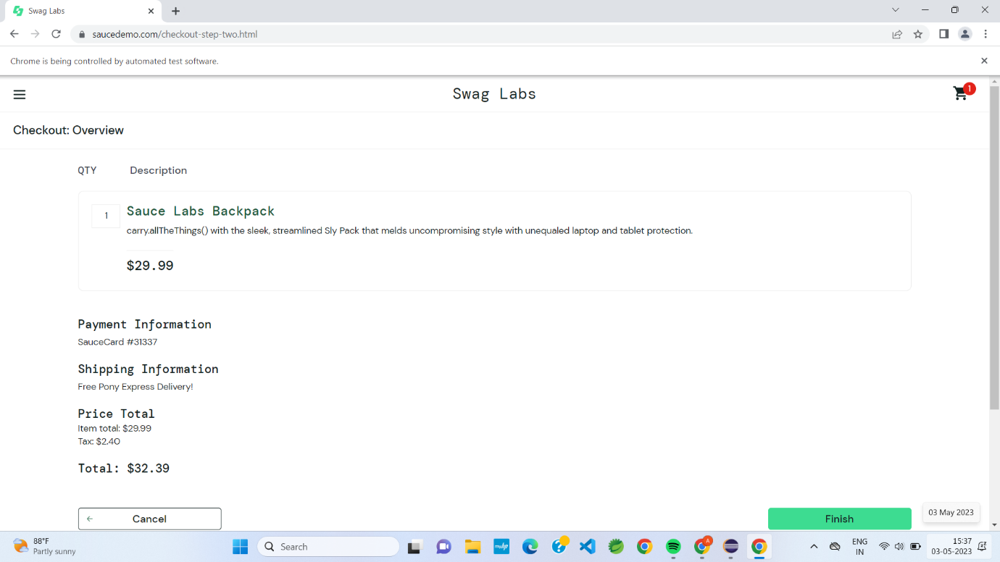 Swag Labs
saucedemo.com/checkout-step-two.html
Chrome is being controlled by automated test software.
Swag Labs
1
Checkout: Overview
QTY Description
1
Sauce Labs Backpack
carry.allTheThings() with the sleek, streamlined Sly Pack that melds uncompromising style with unequaled laptop and tablet protection.
$29.99
Payment Information
SauceCard #31337
Shipping Information
Free Pony Express Delivery!
Price Total
Item total: $29.99
Tax: $2.40
Total: $32.39
Cancel
Finish
03 May 2023
88°F
Partly sunny
Search
myhp
A
ENG
IN
15:37
03-05-2023